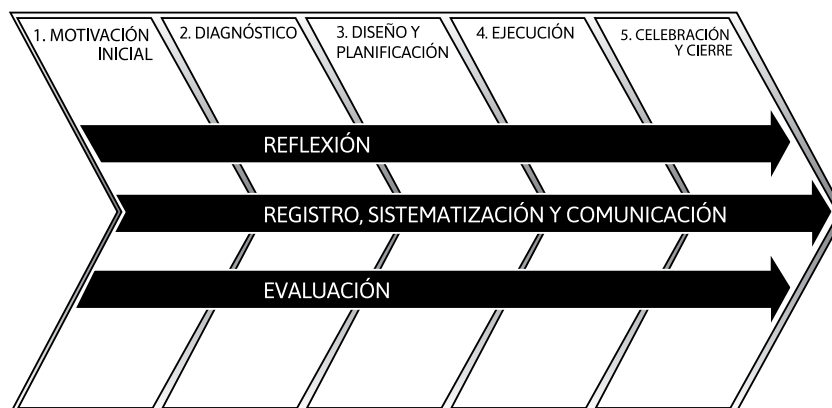 1. MOTIVACIÓN
INICIAL
2. DIAGNÓSTICO
3. DISEÑO Y
PLANIFICACIÓN
4. EJECUCIÓN
5. CELEBRACIÓN
Y CIERRE
REFLEXIÓN
REGISTRO, SISTEMATIZACIÓN Y COMUNICACIÓN
EVALUACIÓN